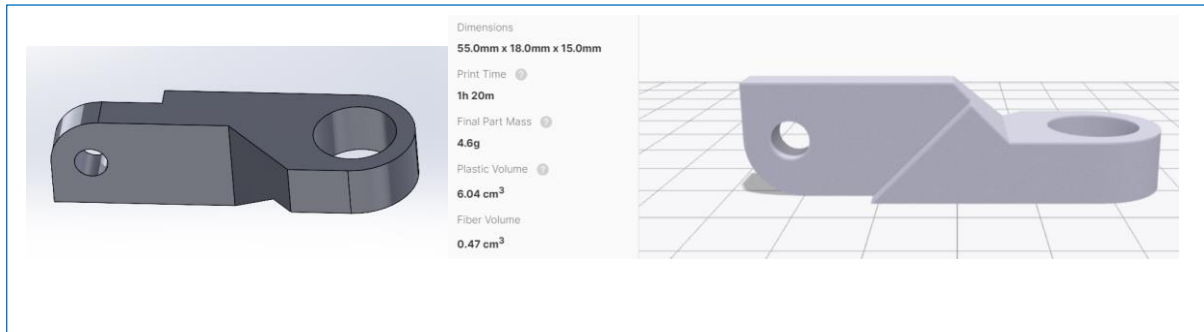 Dimensions
55.0mm x 18.0mm x 15.0mm
Print Time ?
1h 20m
Final Part Mass ?
4.6g
Plastic Volume ?
6.04 cm³
Fiber Volume
0.47 cm³